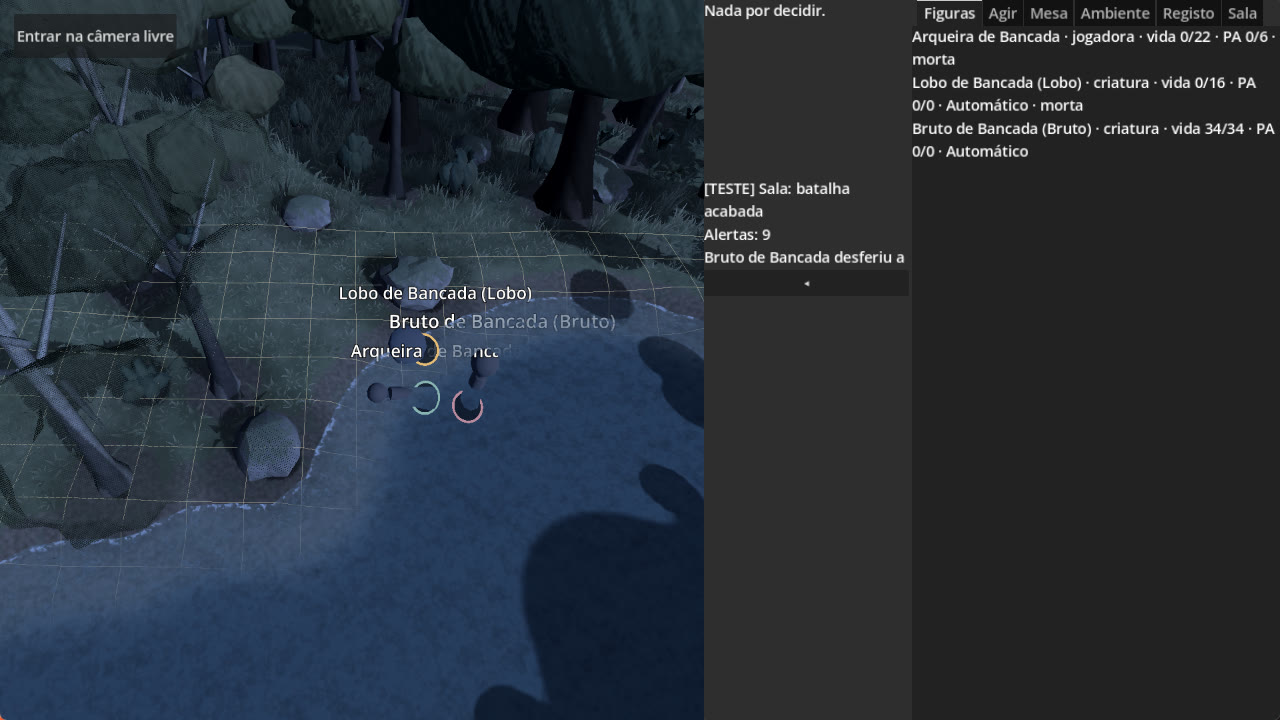 Entrar na câmera livre
Lobo de Bancada (Lobo)
Bruto de Bancada (Bruto)
Arqueira de Bancada
Nada por decidir.
[TESTE] Sala: batalha
acabada
Alertas: 9
Bruto de Bancada desferiu a
Figuras Agir Mesa Ambiente Registo Sala
Arqueira de Bancada · jogadora · vida 0/22 · PA 0/6 ·
morta
Lobo de Bancada (Lobo) · criatura · vida 0/16 · PA
0/0 · Automático · morta
Bruto de Bancada (Bruto) · criatura · vida 34/34 · PA
0/0 · Automático